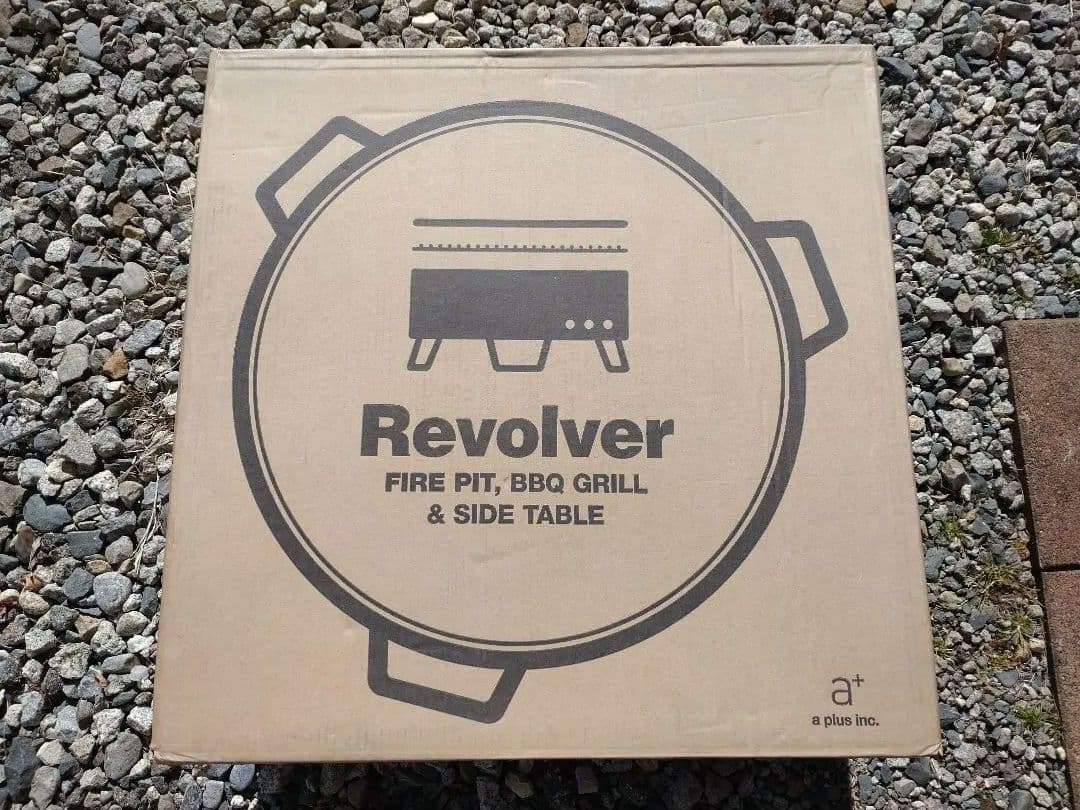 Revolver
FIRE PIT, BBQ GRILL
& SIDE TABLE
a+
a plus inc.